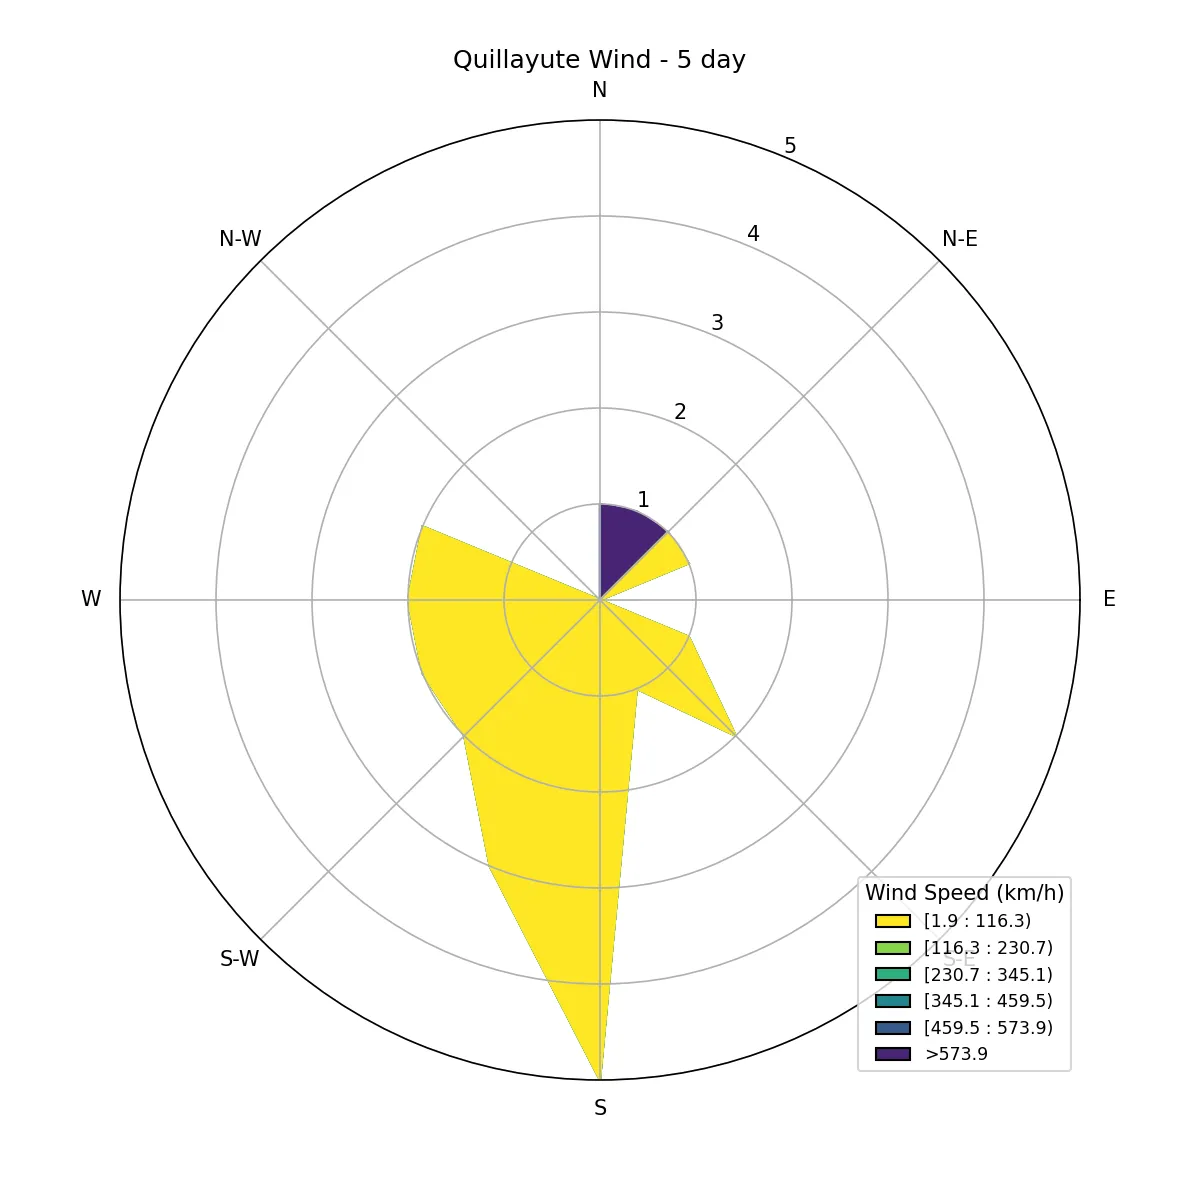 Quillayute Wind - 5 day
N
5
N-W
N-E
4
3
2
1
W
E
Wind Speed (km/h)
[1.9 : 116.3)
[116.3 : 230.7)
S-W
S-E
[230.7 : 345.1)
[345.1 : 459.5)
[459.5 : 573.9)
>573.9
S